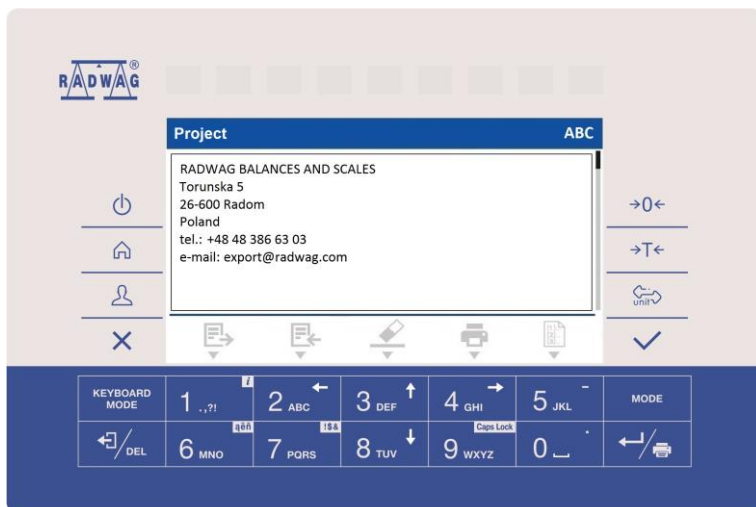 RADWAG®
Project ABC
RADWAG BALANCES AND SCALES
Torunska 5
26-600 Radom
Poland
tel.: +48 48 386 63 03
e-mail: export@radwag.com
→0←
→T←
unit
KEYBOARD MODE
1 .,?! i
2 ABC ←
3 DEF ↑
4 GHI →
5 JKL -
MODE
/DEL
6 MNO ąêñ
7 PQRS !$&
8 TUV ↓
9 WXYZ Caps Lock
0 .